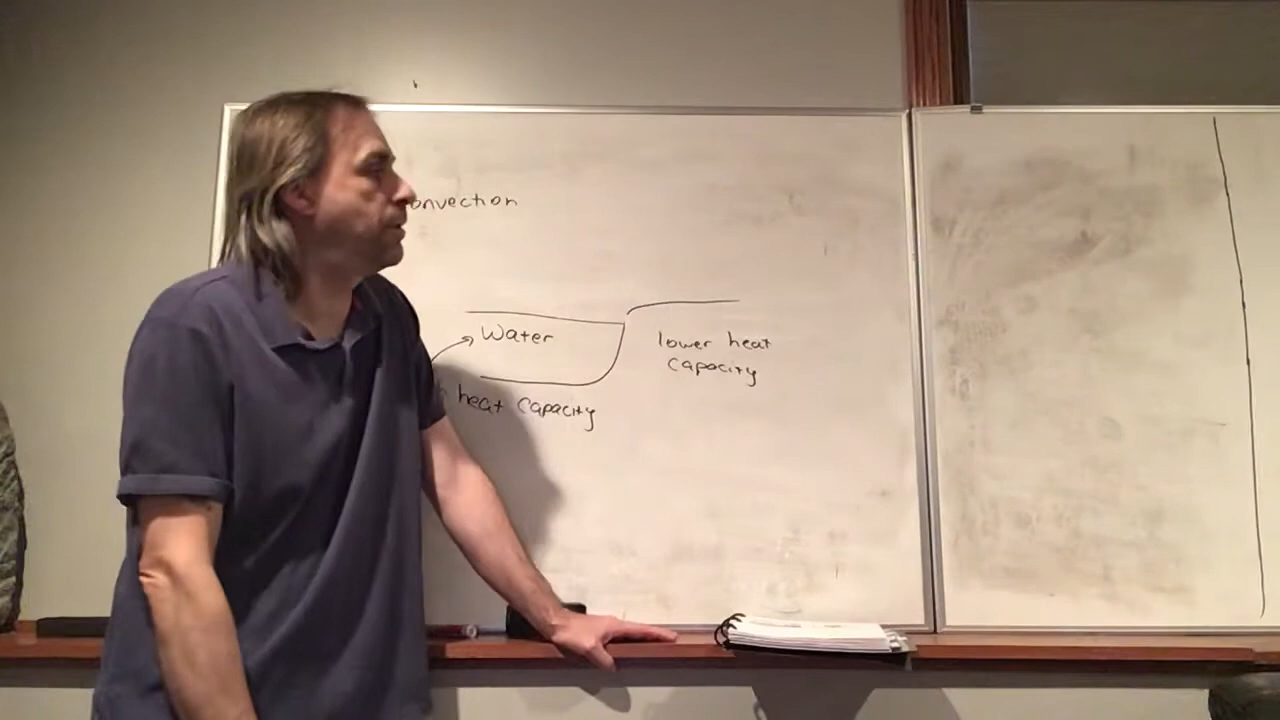 onvection
Water
lower heat
capacity
heat capacity